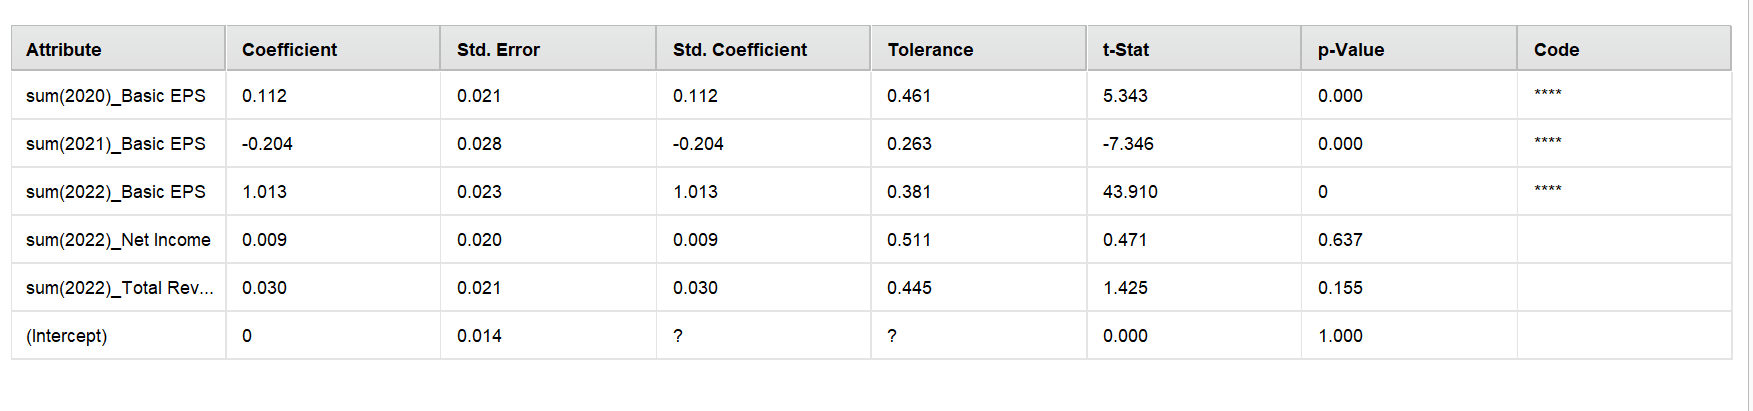 Attribute Coefficient Std. Error Std. Coefficient Tolerance t-Stat p-Value Code
sum(2020)_Basic EPS 0.112 0.021 0.112 0.461 5.343 0.000 ****
sum(2021)_Basic EPS -0.204 0.028 -0.204 0.263 -7.346 0.000 ****
sum(2022)_Basic EPS 1.013 0.023 1.013 0.381 43.910 0 ****
sum(2022)_Net Income 0.009 0.020 0.009 0.511 0.471 0.637
sum(2022)_Total Rev... 0.030 0.021 0.030 0.445 1.425 0.155
(Intercept) 0 0.014 ? ? 0.000 1.000